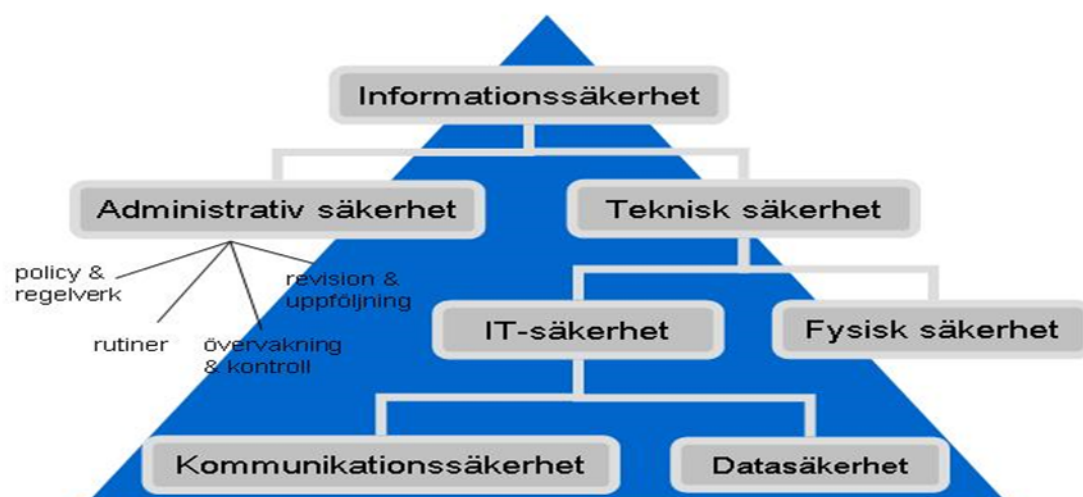 Informationssäkerhet
Administrativ säkerhet
Teknisk säkerhet
policy &
regelverk
rutiner
övervakning
& kontroll
revision &
uppföljning
IT-säkerhet
Fysisk säkerhet
Kommunikationssäkerhet
Datasäkerhet